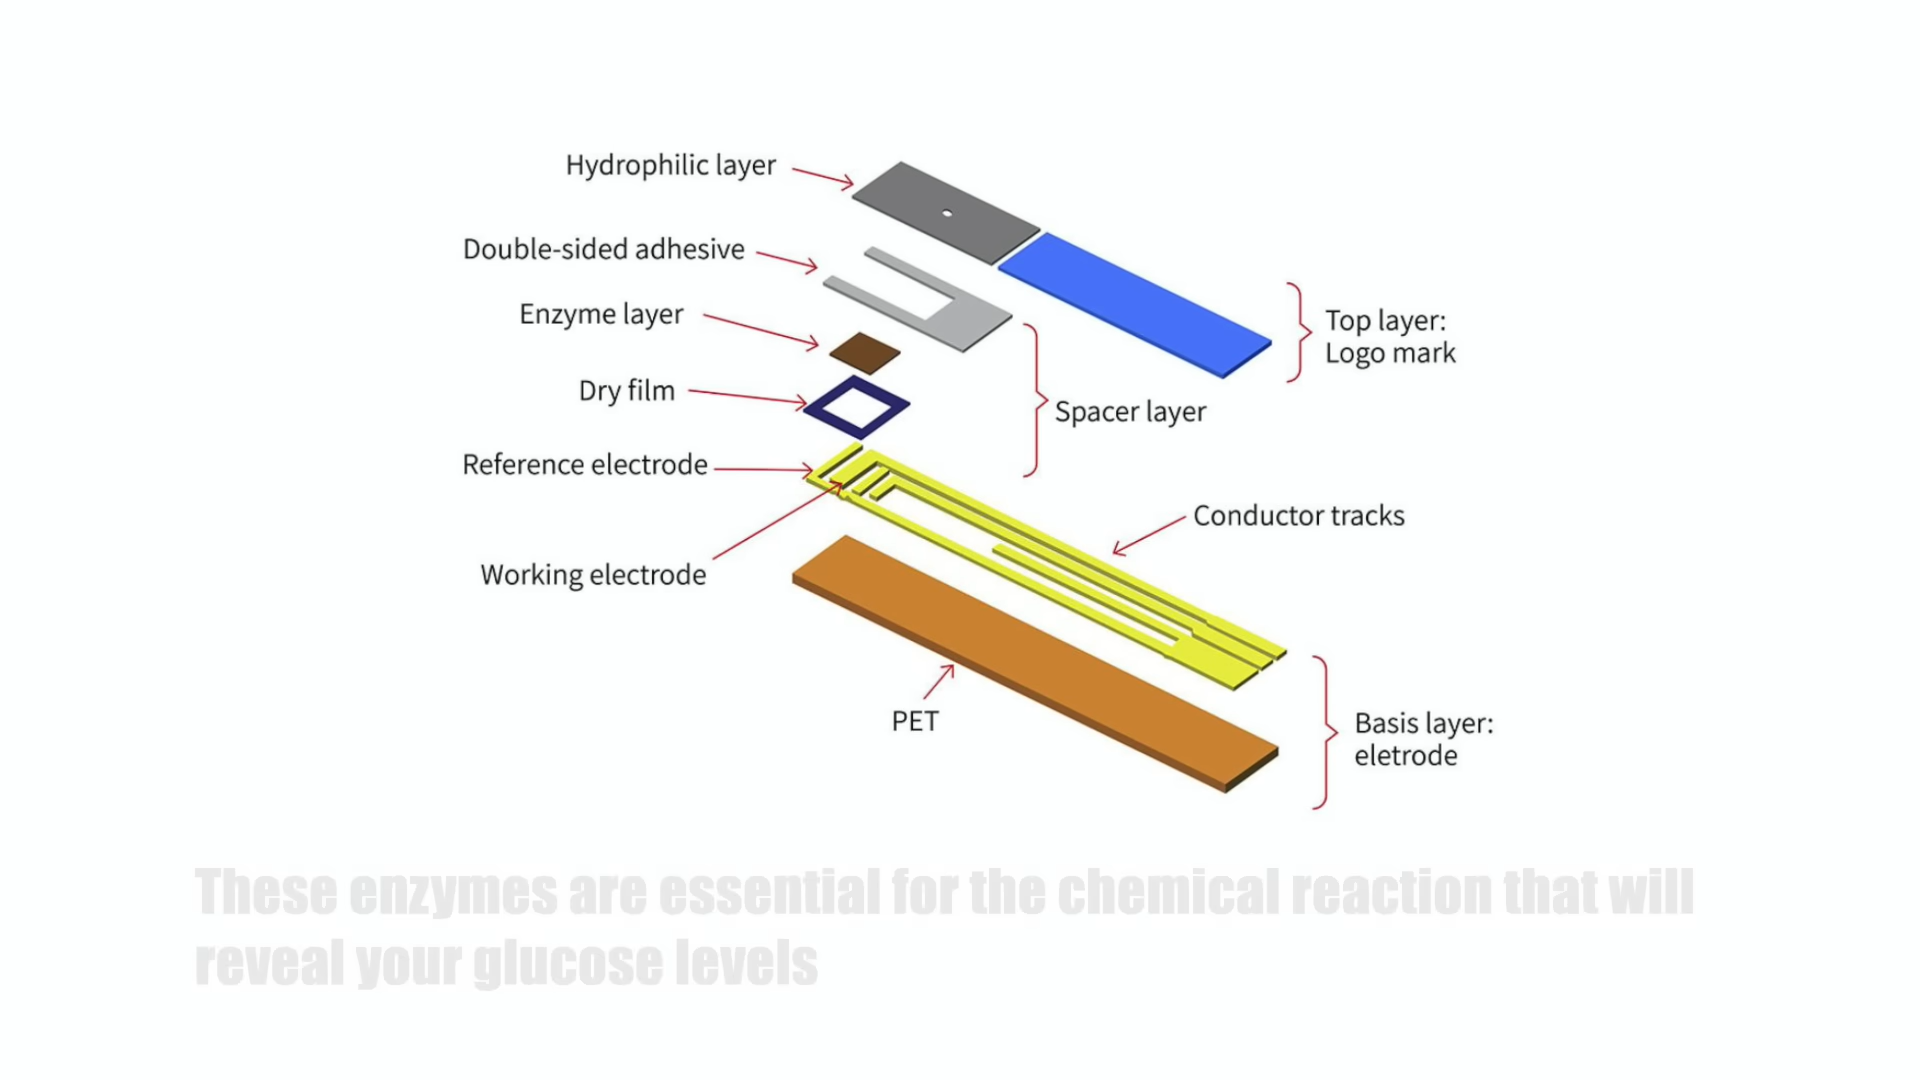 Hydrophilic layer
Double-sided adhesive
Enzyme layer
Top layer:
Logo mark
Dry film
Spacer layer
Reference electrode
Conductor tracks
Working electrode
PET
Basis layer:
eletrode
These enzymes are essential for the chemical reaction that will
reveal your glucose levels